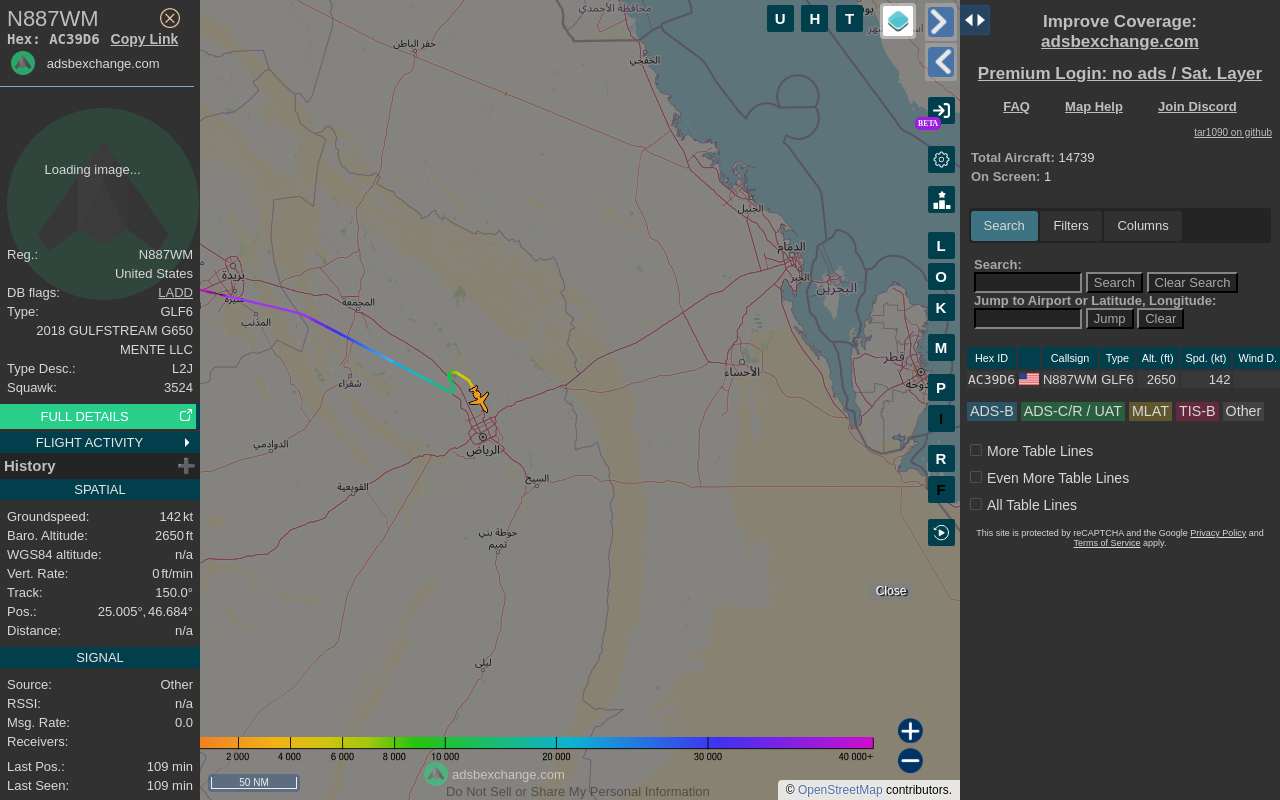 N887WM
Hex: AC39D6 Copy Link
adsbexchange.com
Loading image...
Reg.: N887WM
United States
DB flags: LADD
Type: GLF6
2018 GULFSTREAM G650
MENTE LLC
Type Desc.: L2J
Squawk: 3524
FULL DETAILS
FLIGHT ACTIVITY
History
SPATIAL
Groundspeed: 142 kt
Baro. Altitude: 2650 ft
WGS84 altitude: n/a
Vert. Rate: 0 ft/min
Track: 150.0°
Pos.: 25.005°, 46.684°
Distance: n/a
SIGNAL
Source: Other
RSSI: n/a
Msg. Rate: 0.0
Receivers:
Last Pos.: 109 min
Last Seen: 109 min
محافظة الأحمدي
حفر الباطن
الخفجي
الجبيل
الدمام
الخبر
البحرين
قطر
الدوحة
الأحساء
بريدة
عنيزة
المذنب
المجمعة
شقراء
الدوادمي
الرياض
القويعية
السيح
حوطة بني
تميم
ليلى
U H T
BETA
L
O
K
M
P
I
R
F
Close
2 000 4 000 6 000 8 000 10 000 20 000 30 000 40 000+
50 NM
adsbexchange.com
Do Not Sell or Share My Personal Information
© OpenStreetMap contributors.
Improve Coverage:
adsbexchange.com
Premium Login: no ads / Sat. Layer
FAQ Map Help Join Discord
tar1090 on github
Total Aircraft: 14739
On Screen: 1
Search Filters Columns
Search:
Search Clear Search
Jump to Airport or Latitude, Longitude:
Jump Clear
Hex ID Callsign Type Alt. (ft) Spd. (kt) Wind D.
AC39D6 N887WM GLF6 2650 142
ADS-B ADS-C/R / UAT MLAT TIS-B Other
More Table Lines
Even More Table Lines
All Table Lines
This site is protected by reCAPTCHA and the Google Privacy Policy and
Terms of Service apply.